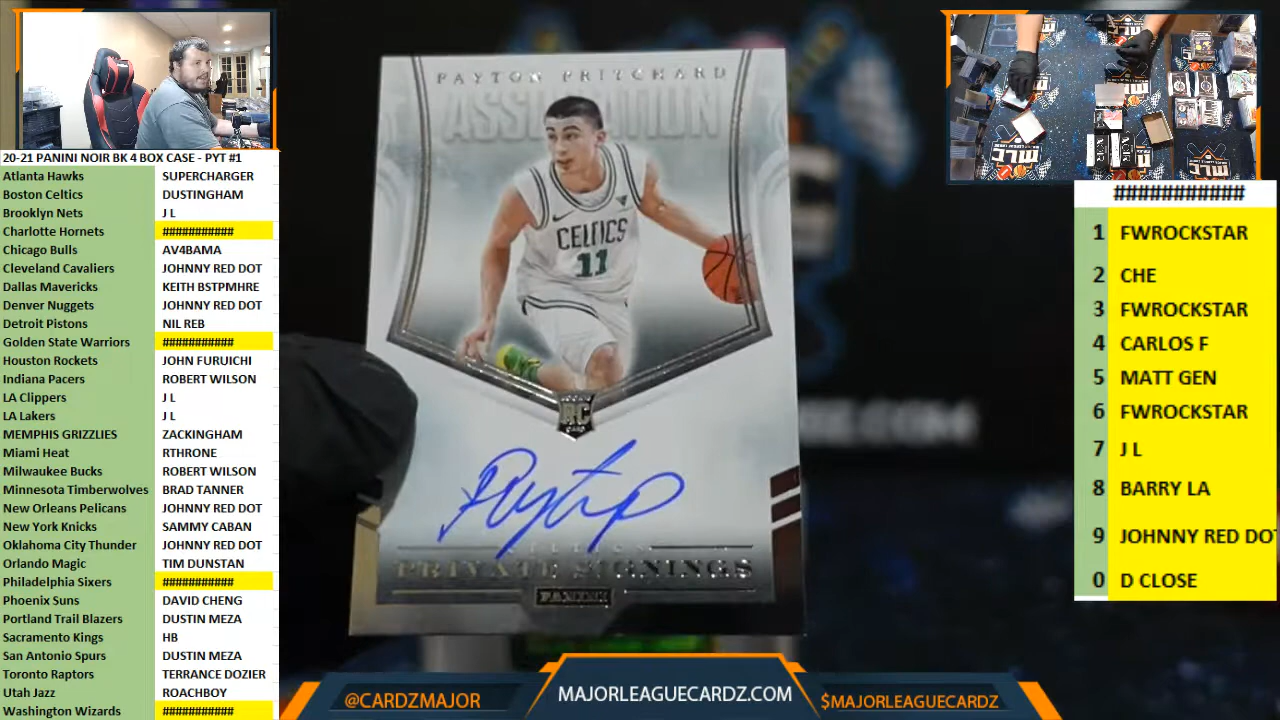 20-21 PANINI NOIR BK 4 BOX CASE - PYT #1
Atlanta Hawks SUPERCHARGER
Boston Celtics DUSTINGHAM
Brooklyn Nets J L
Charlotte Hornets ###########
Chicago Bulls AV4BAMA
Cleveland Cavaliers JOHNNY RED DOT
Dallas Mavericks KEITH BSTPMHRE
Denver Nuggets JOHNNY RED DOT
Detroit Pistons NIL REB
Golden State Warriors ###########
Houston Rockets JOHN FURUICHI
Indiana Pacers ROBERT WILSON
LA Clippers J L
LA Lakers J L
MEMPHIS GRIZZLIES ZACKINGHAM
Miami Heat RTHRONE
Milwaukee Bucks ROBERT WILSON
Minnesota Timberwolves BRAD TANNER
New Orleans Pelicans JOHNNY RED DOT
New York Knicks SAMMY CABAN
Oklahoma City Thunder JOHNNY RED DOT
Orlando Magic TIM DUNSTAN
Philadelphia Sixers ###########
Phoenix Suns DAVID CHENG
Portland Trail Blazers DUSTIN MEZA
Sacramento Kings HB
San Antonio Spurs DUSTIN MEZA
Toronto Raptors TERRANCE DOZIER
Utah Jazz ROACHBOY
Washington Wizards ###########
PAYTON PRITCHARD
ASSOCIATION
CELTICS
11
RC
CELTICS
PRIVATE SIGNINGS
PANINI
E.COM
MLC
NOIR
###########
1 FWROCKSTAR
2 CHE
3 FWROCKSTAR
4 CARLOS F
5 MATT GEN
6 FWROCKSTAR
7 J L
8 BARRY LA
9 JOHNNY RED DOT
0 D CLOSE
@CARDZMAJOR
MAJORLEAGUECARDZ.COM
$MAJORLEAGUECARDZ